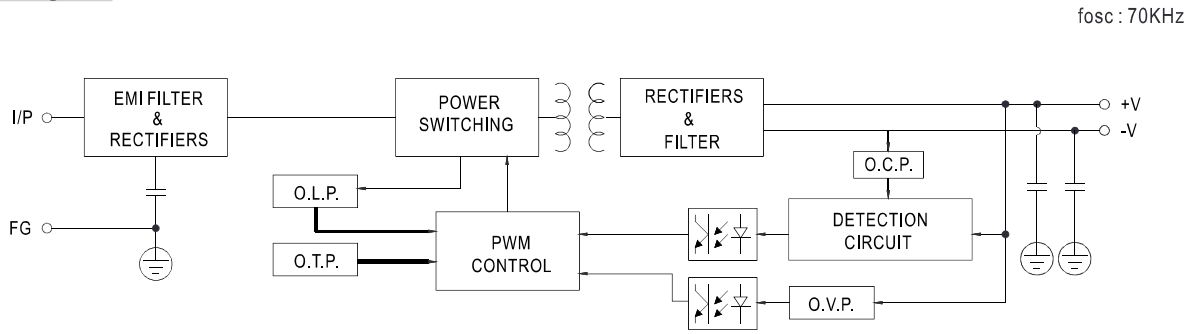 fosc : 70KHz
I/P
EMI FILTER
&
RECTIFIERS
POWER
SWITCHING
RECTIFIERS
&
FILTER
+V
-V
O.C.P.
O.L.P.
FG
PWM
CONTROL
DETECTION
CIRCUIT
O.T.P.
O.V.P.